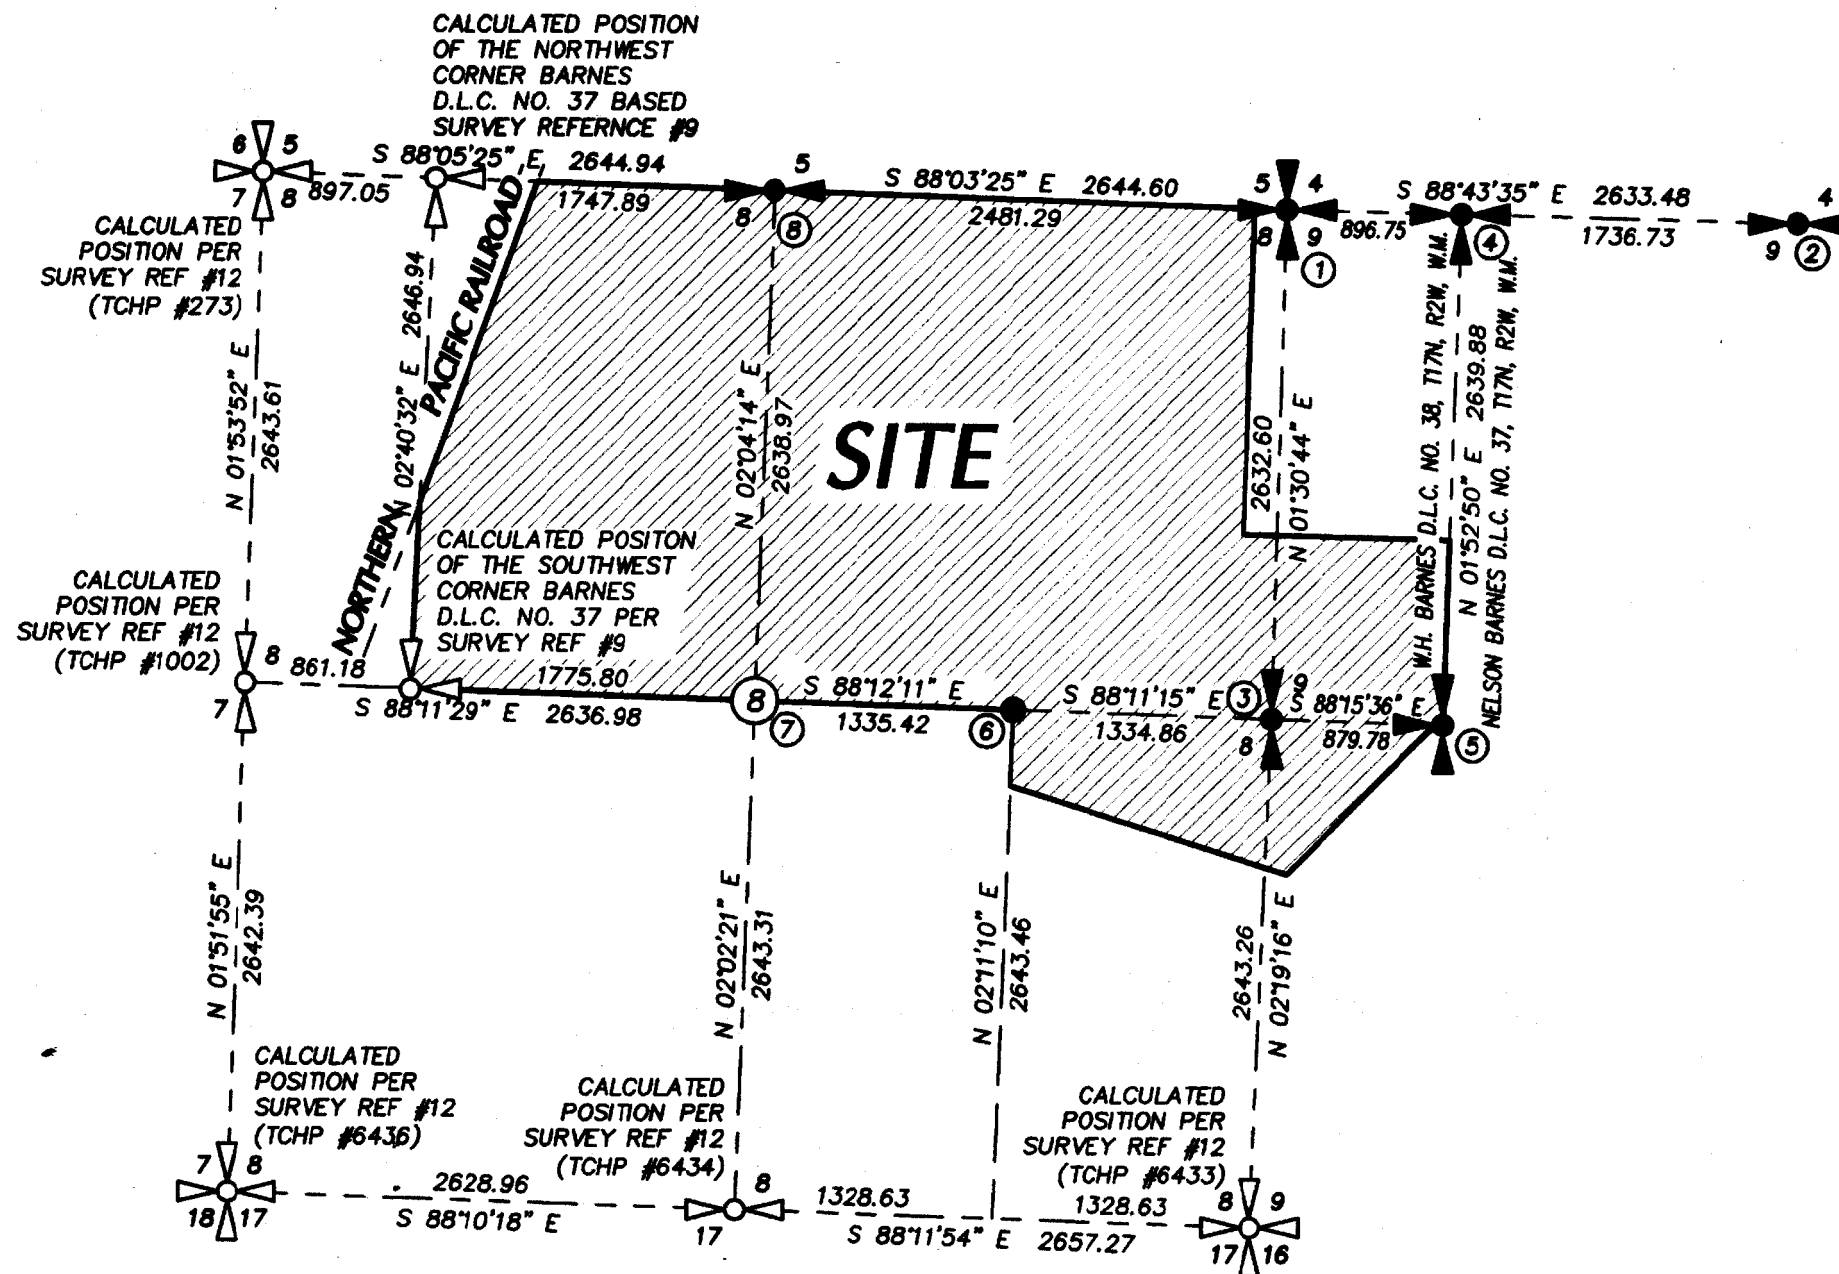 CALCULATED POSITION
OF THE NORTHWEST
CORNER BARNES
D.L.C. NO. 37 BASED
SURVEY REFERNCE #9
6 5
7 8
S 88°05'25" E 2644.94
897.05
1747.89
5
8
8
S 88°03'25" E 2644.60
2481.29
5 4
8 9
1
S 88°43'35" E 2633.48
896.75
1736.73
4
4
9
2
CALCULATED
POSITION PER
SURVEY REF #12
(TCHP #273)
N 01°53'52" E
2643.61
N 02°40'32" E 2646.94
NORTHERN PACIFIC RAILROAD
N 02°04'14" E
2638.97
SITE
2632.60
N 01°30'44" E
W.H. BARNES D.L.C. NO. 38, T17N, R2W, W.M.
N 01°52'50" E 2639.88
NELSON BARNES D.L.C. NO. 37, T17N, R2W, W.M.
CALCULATED POSITON
OF THE SOUTHWEST
CORNER BARNES
D.L.C. NO. 37 PER
SURVEY REF #9
CALCULATED
POSITION PER
SURVEY REF #12
(TCHP #1002)
8
7
861.18
1775.80
S 88°11'29" E 2636.98
8
7
S 88°12'11" E
1335.42
6
S 88°11'15" E
1334.86
3
9
8
S 88°15'36" E
879.78
5
N 01°51'55" E
2642.39
N 02°02'21" E
2643.31
N 02°11'10" E
2643.46
2643.26
N 02°19'16" E
CALCULATED
POSITION PER
SURVEY REF #12
(TCHP #6436)
CALCULATED
POSITION PER
SURVEY REF #12
(TCHP #6434)
CALCULATED
POSITION PER
SURVEY REF #12
(TCHP #6433)
7 8
18 17
2628.96
S 88°10'18" E
8
17
1328.63
1328.63
S 88°11'54" E 2657.27
8 9
17 16